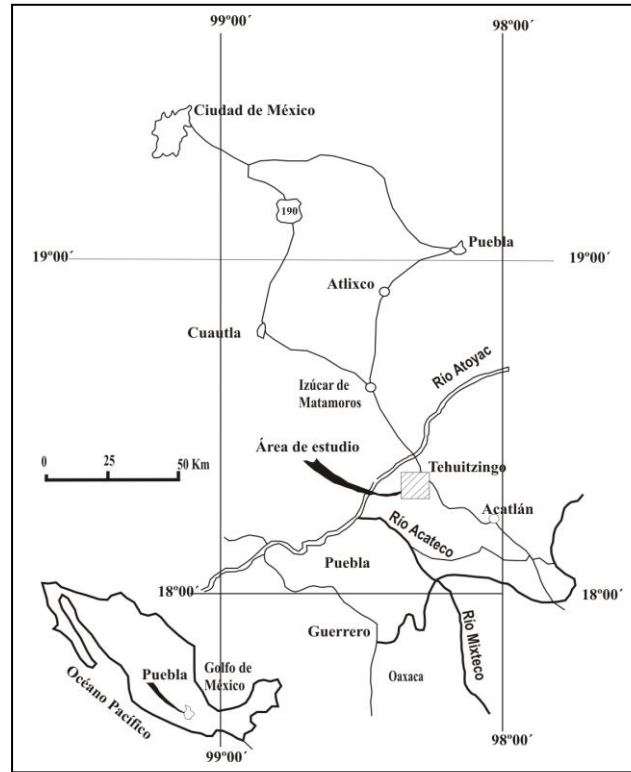 99º00´
98º00´
Ciudad de México
190
Puebla
19º00´
19º00´
Atlixco
Cuautla
Río Atoyac
Izúcar de
Matamoros
Área de estudio
Tehuitzingo
0 25 50 Km
Acatlán
Río Acateco
Puebla
18º00´
18º00´
Guerrero
Río Mixteco
Oaxaca
Puebla
Golfo de
México
Océano Pacífico
99º00´
98º00´